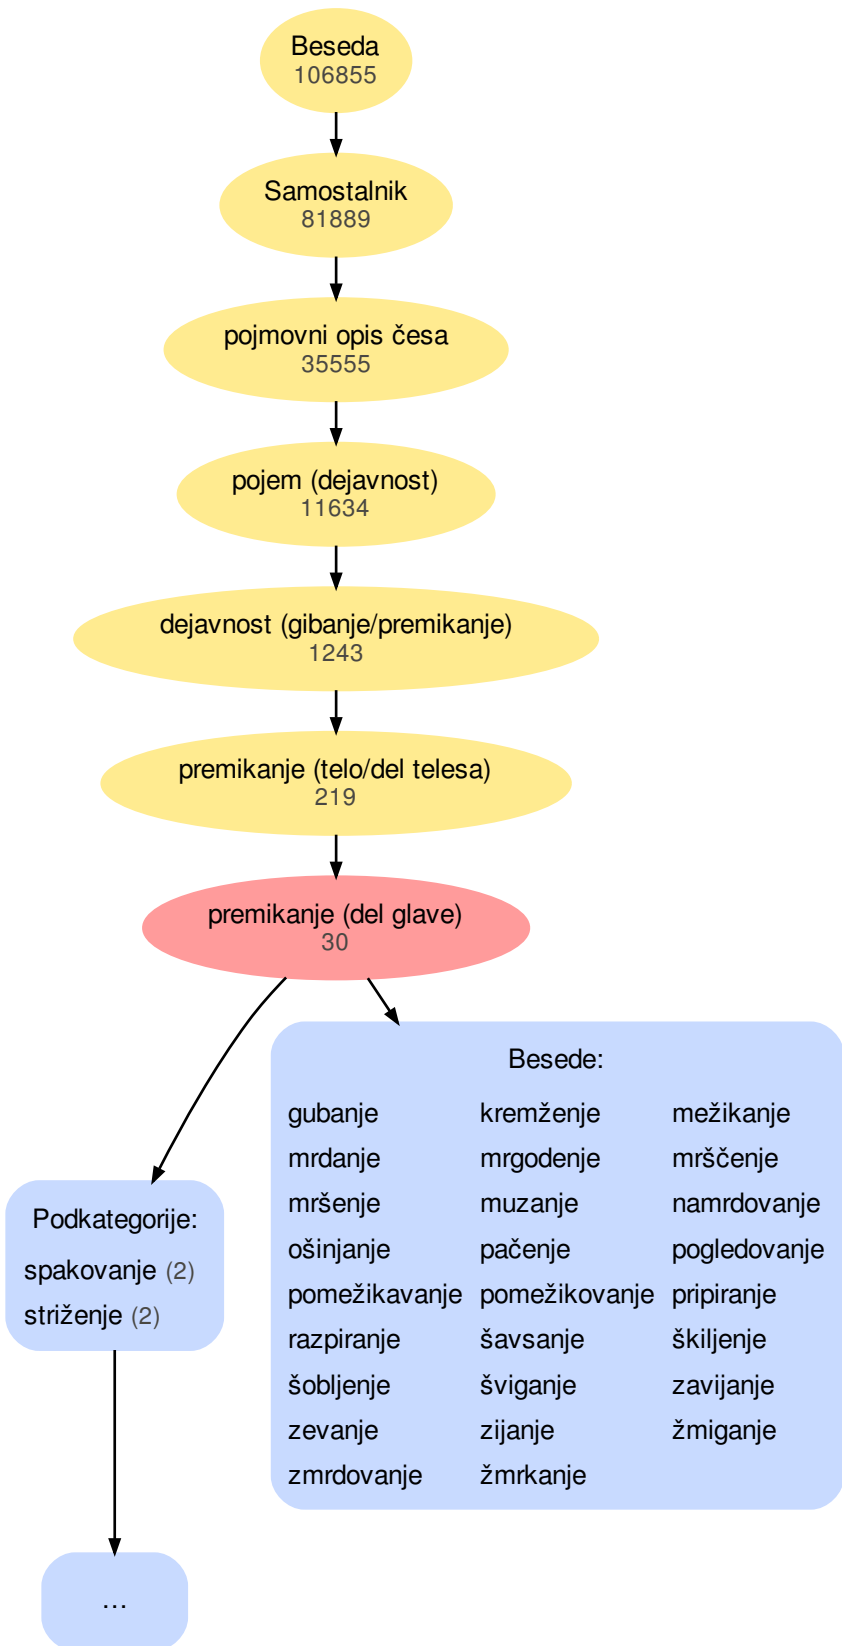 Beseda
106855
Samostalnik
81889
pojmovni opis česa
35555
pojem (dejavnost)
11634
dejavnost (gibanje/premikanje)
1243
premikanje (telo/del telesa)
219
premikanje (del glave)
30
Besede:
gubanje kremženje mežikanje
mrdanje mrgodenje mrščenje
mršenje muzanje namrdovanje
ošinjanje pačenje pogledovanje
pomežikavanje pomežikovanje pripiranje
razpiranje šavsanje škiljenje
šobljenje šviganje zavijanje
zevanje zijanje žmiganje
zmrdovanje žmrkanje
Podkategorije:
spakovanje (2)
striženje (2)
...